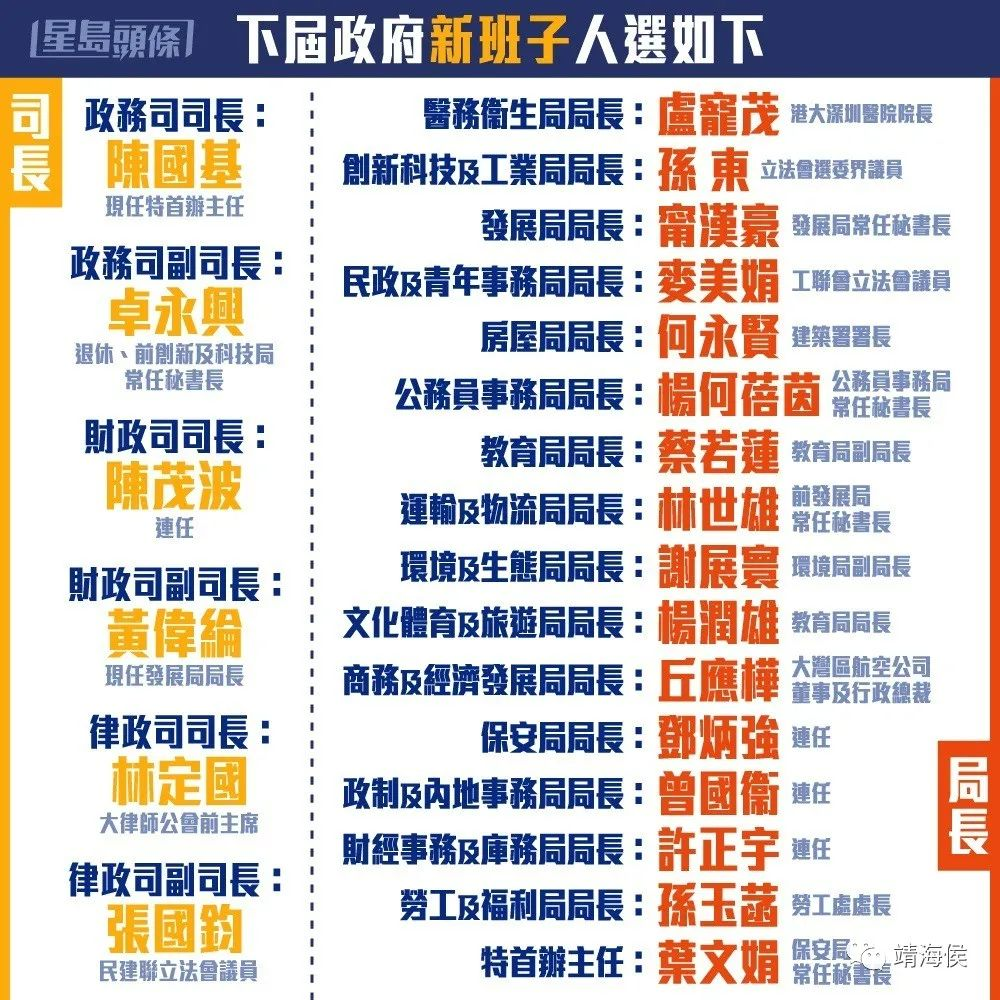 星島頭條
下屆政府新班子人選如下
司長
政務司司長：
陳國基
現任特首辦主任
政務司副司長：
卓永興
退休、前創新及科技局
常任秘書長
財政司司長：
陳茂波
連任
財政司副司長：
黃偉綸
現任發展局局長
律政司司長：
林定國
大律師公會前主席
律政司副司長：
張國鈞
民建聯立法會議員
醫務衞生局局長：盧寵茂 港大深圳醫院院長
創新科技及工業局局長：孫東 立法會選委界議員
發展局局長：甯漢豪 發展局常任秘書長
民政及青年事務局局長：麥美娟 工聯會立法會議員
房屋局局長：何永賢 建築署署長
公務員事務局局長：楊何蓓茵 公務員事務局
常任秘書長
教育局局長：蔡若蓮 教育局副局長
運輸及物流局局長：林世雄 前發展局
常任秘書長
環境及生態局局長：謝展寰 環境局副局長
文化體育及旅遊局局長：楊潤雄 教育局局長
商務及經濟發展局局長：丘應樺 大灣區航空公司
董事及行政總裁
保安局局長：鄧炳強 連任
政制及內地事務局局長：曾國衞 連任
財經事務及庫務局局長：許正宇 連任
勞工及福利局局長：孫玉菡 勞工處處長
特首辦主任：葉文娟 保安局
常任秘書長
局長
靖海侯